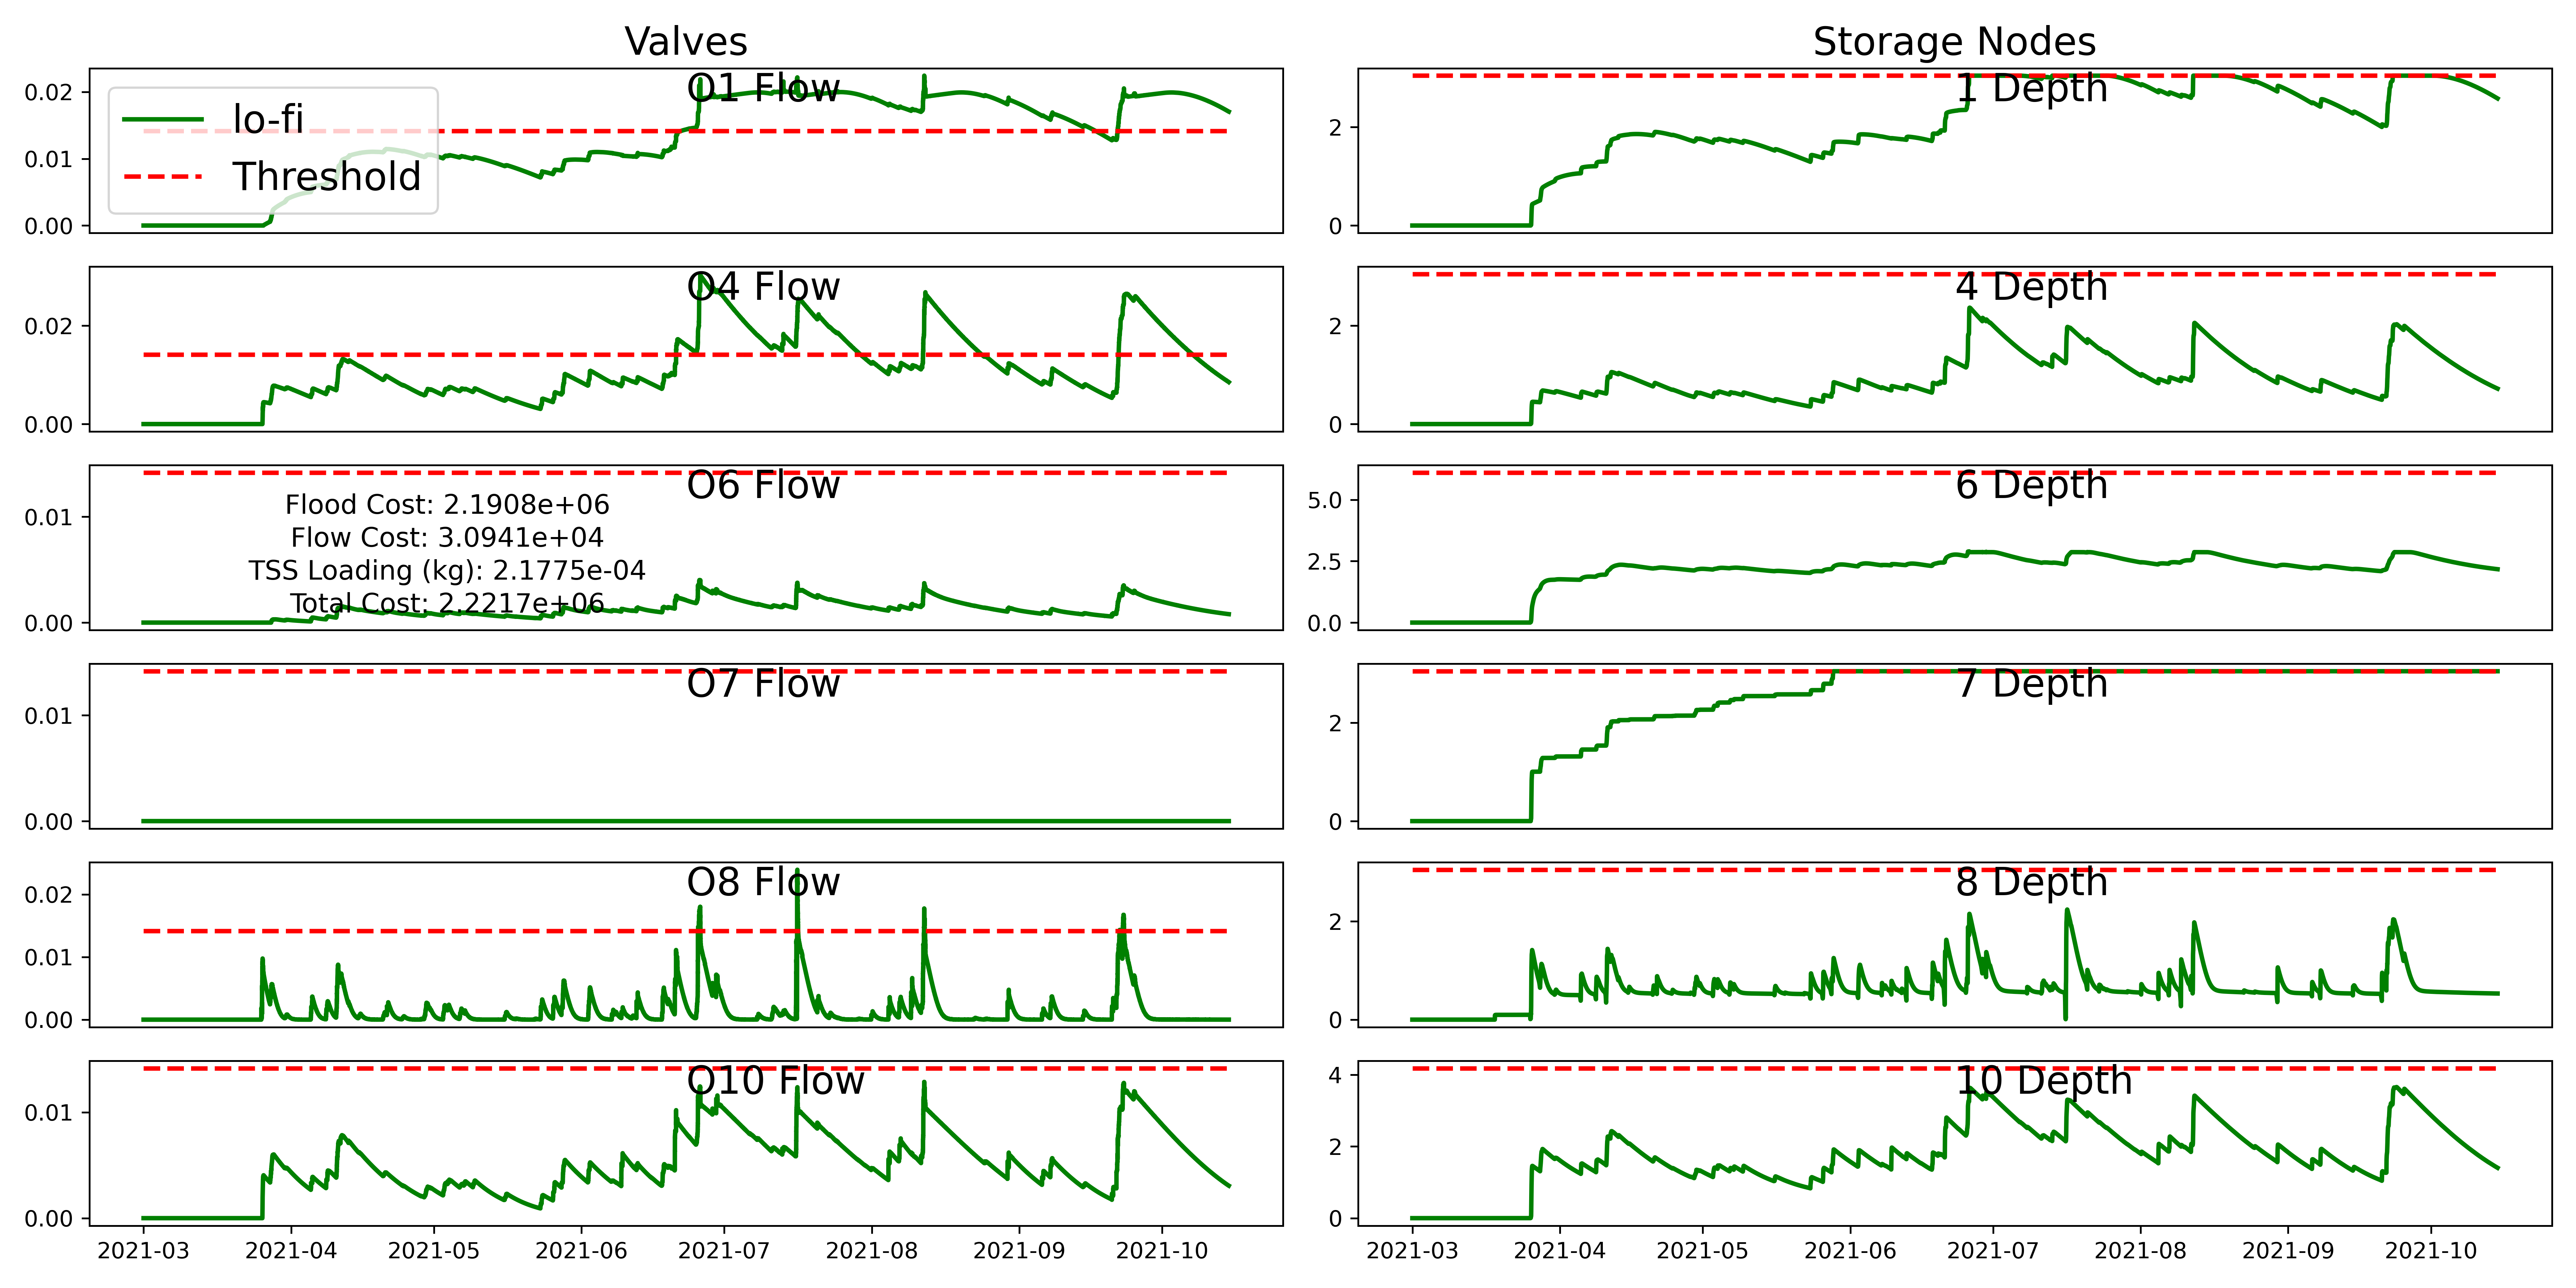 Valves
Storage Nodes
O1 Flow
lo-fi
Threshold
0.02
0.01
0.00
1 Depth
2
0
O4 Flow
0.02
0.00
4 Depth
2
0
O6 Flow
0.01
0.00
Flood Cost: 2.1908e+06
Flow Cost: 3.0941e+04
TSS Loading (kg): 2.1775e-04
Total Cost: 2.2217e+06
6 Depth
5.0
2.5
0.0
O7 Flow
0.01
0.00
7 Depth
2
0
O8 Flow
0.02
0.01
0.00
8 Depth
2
0
O10 Flow
0.01
0.00
2021-03 2021-04 2021-05 2021-06 2021-07 2021-08 2021-09 2021-10
10 Depth
4
2
0
2021-03 2021-04 2021-05 2021-06 2021-07 2021-08 2021-09 2021-10